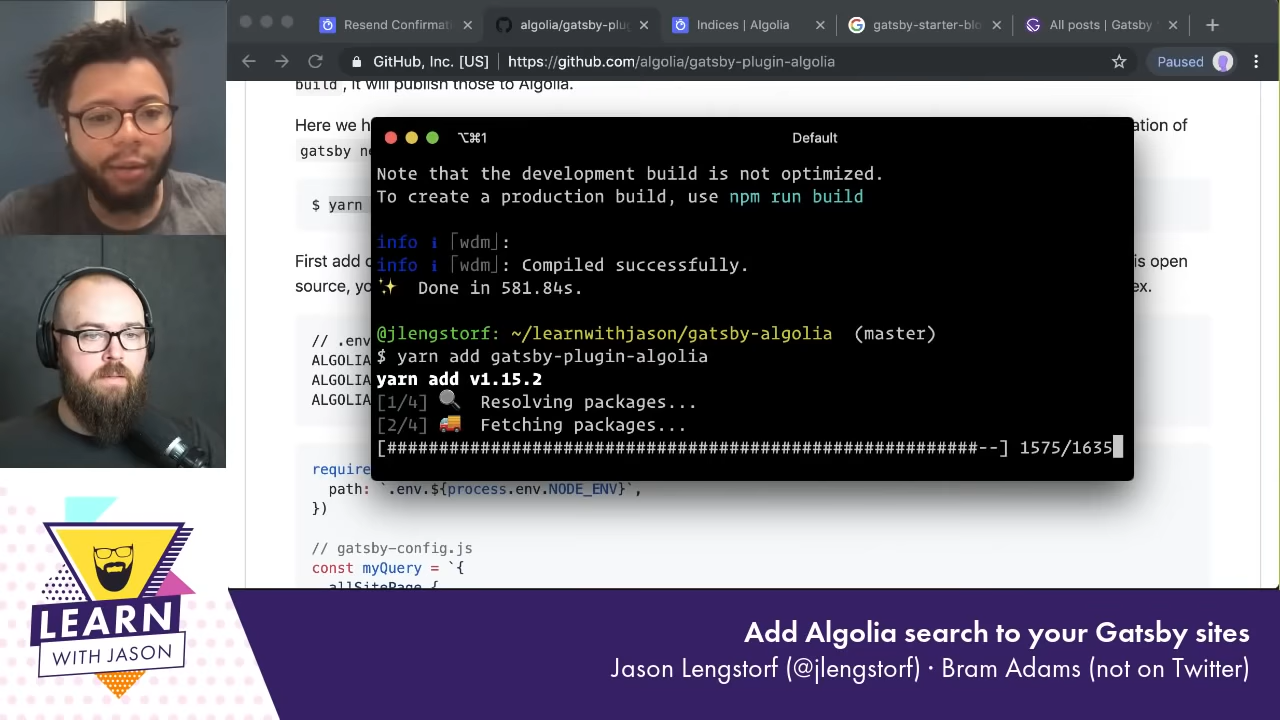 Resend Confirmat
algolia/gatsby-plu
Indices | Algolia
gatsby-starter-blo
All posts | Gatsby
GitHub, Inc. [US]
https://github.com/algolia/gatsby-plugin-algolia
Paused
build , it will publish those to Algolia.
Here we h
ation of
gatsby ne
$ yarn
First add c
is open
source, yo
ex.
// .env
ALGOLIA
ALGOLIA
ALGOLIA
require
path: `.env.${process.env.NODE_ENV}`,
})
// gatsby-config.js
const myQuery = `{
allSitePage {
⌥⌘1
Default
Note that the development build is not optimized.
To create a production build, use npm run build
info ℹ ｢wdm｣:
info ℹ ｢wdm｣: Compiled successfully.
✨ Done in 581.84s.
@jlengstorf: ~/learnwithjason/gatsby-algolia (master)
$ yarn add gatsby-plugin-algolia
yarn add v1.15.2
[1/4] 🔍 Resolving packages...
[2/4] 🚚 Fetching packages...
[#########################################################--] 1575/1635
LEARN
WITH JASON
Add Algolia search to your Gatsby sites
Jason Lengstorf (@jlengstorf) · Bram Adams (not on Twitter)